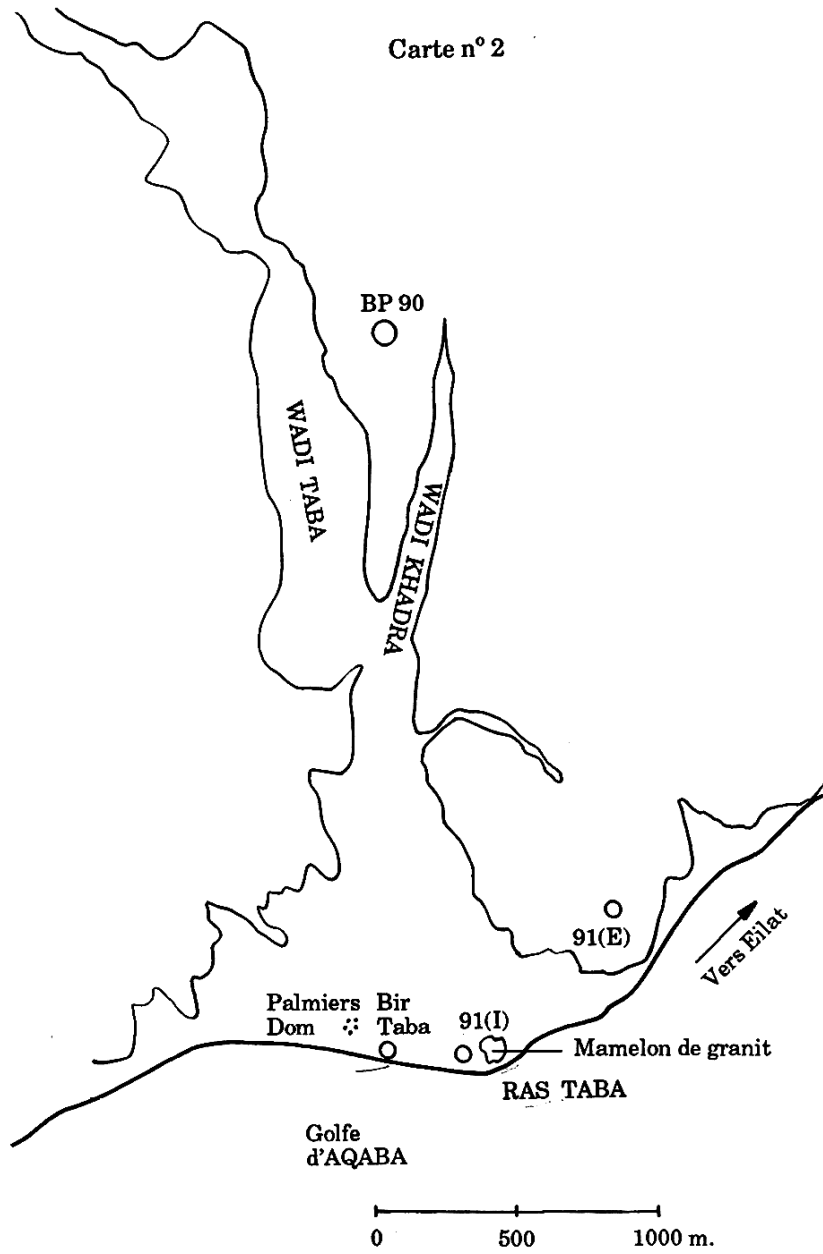 Carte nº 2
BP 90
WADI TABA
WADI KHADRA
91(E)
Vers Eilat
Palmiers
Dom
Bir
Taba
91(I)
Mamelon de granit
RAS TABA
Golfe
d'AQABA
0 500 1000 m.